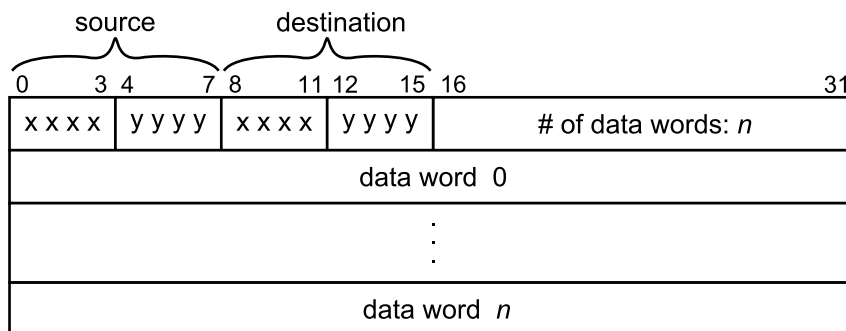 source destination
0 3 4 7 8 11 12 15 16 31
x x x x y y y y x x x x y y y y # of data words: n
data word 0
data word n